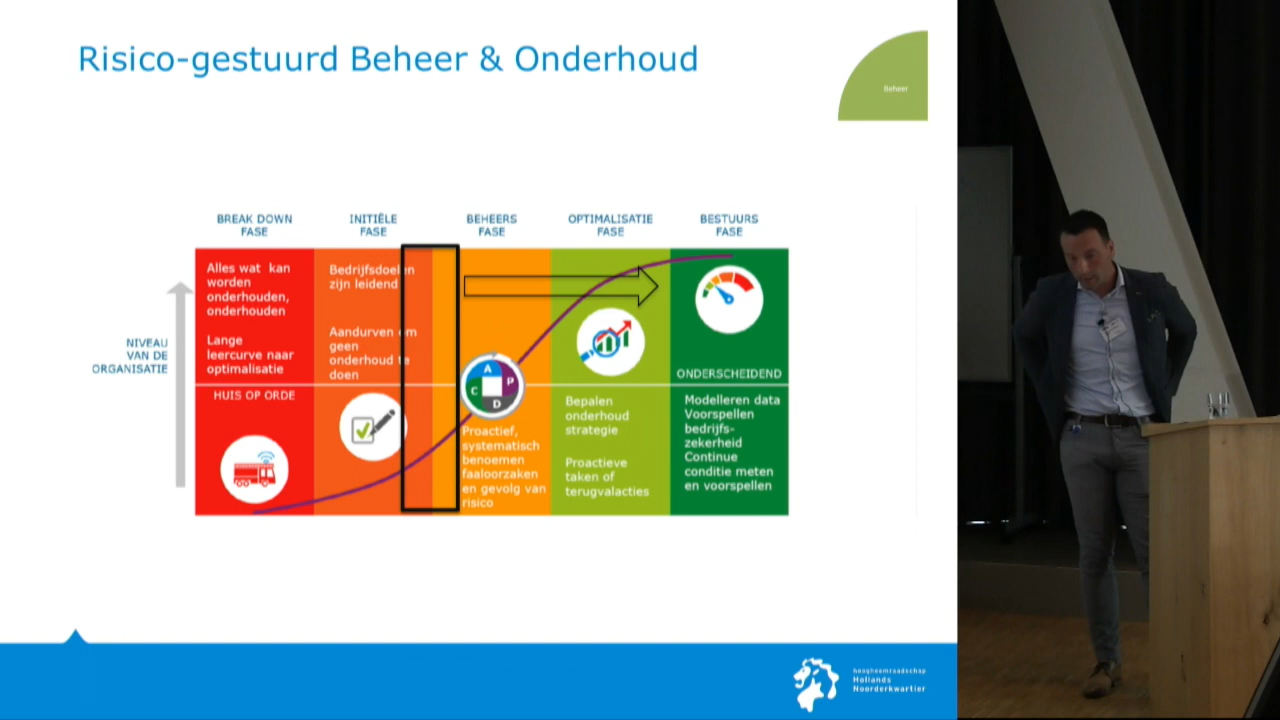 Risico-gestuurd Beheer & Onderhoud
Beheer
BREAK DOWN
FASE
INITIËLE
FASE
BEHEERS
FASE
OPTIMALISATIE
FASE
BESTUURS
FASE
NIVEAU
VAN DE
ORGANISATIE
Alles wat kan
worden
onderhouden,
onderhouden
Lange
leercurve naar
optimalisatie
HUIS OP ORDE
Bedrijfsdoelen
zijn leidend
Aandurven om
geen
onderhoud te
doen
A
P
C
D
Proactief,
systematisch
benoemen
faaloorzaken
en gevolg van
risico
Bepalen
onderhoud
strategie
Proactieve
taken of
terugvalacties
ONDERSCHEIDEND
Modelleren data
Voorspellen
bedrijfs-
zekerheid
Continue
conditie meten
en voorspellen
hoogheemraadschap
Hollands
Noorderkwartier